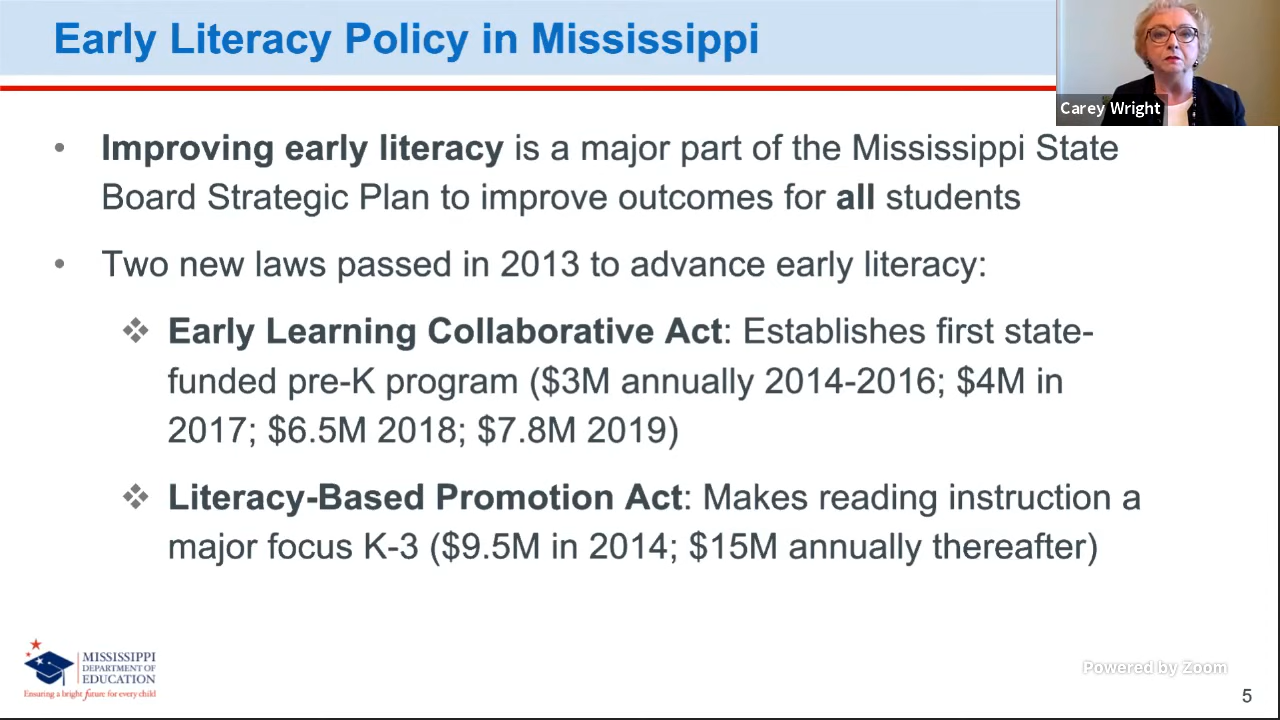 Early Literacy Policy in Mississippi
Carey Wright
• Improving early literacy is a major part of the Mississippi State
Board Strategic Plan to improve outcomes for all students
• Two new laws passed in 2013 to advance early literacy:
❖ Early Learning Collaborative Act: Establishes first state-
funded pre-K program ($3M annually 2014-2016; $4M in
2017; $6.5M 2018; $7.8M 2019)
❖ Literacy-Based Promotion Act: Makes reading instruction a
major focus K-3 ($9.5M in 2014; $15M annually thereafter)
MISSISSIPPI
DEPARTMENT OF
EDUCATION
Ensuring a bright future for every child
Powered by Zoom
5